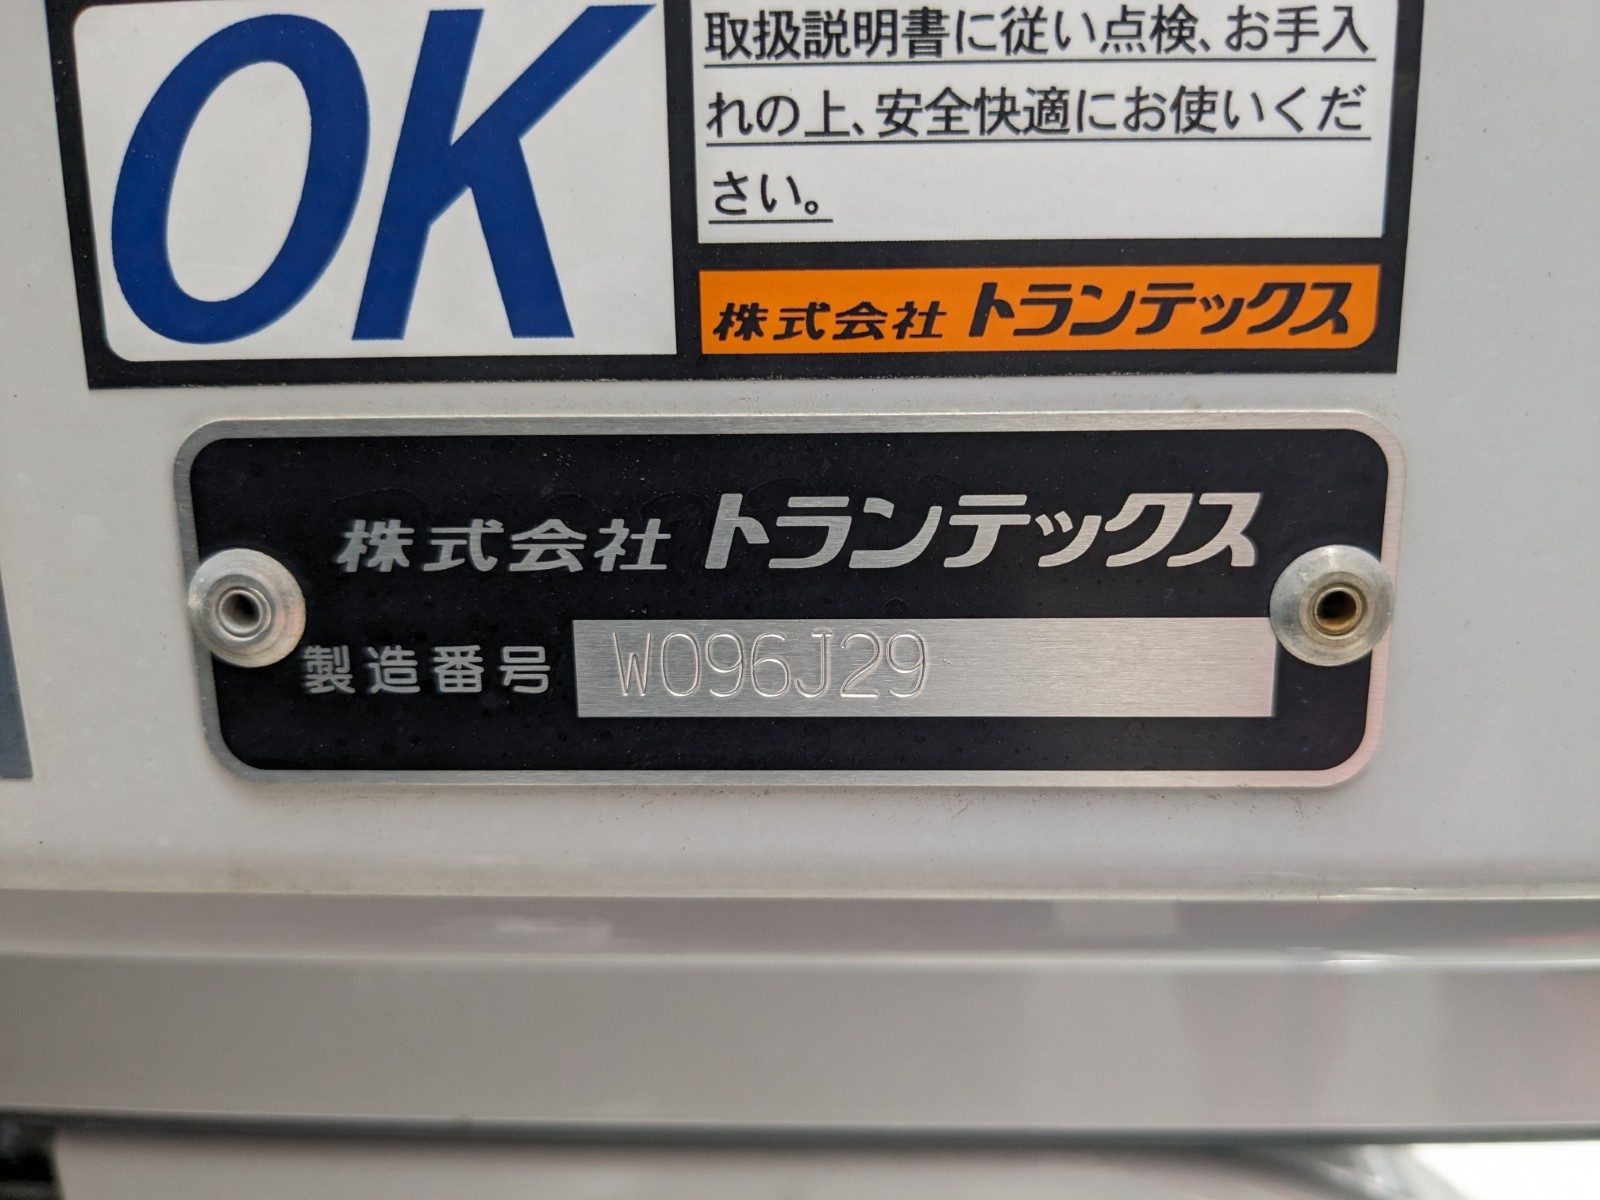 OK
取扱説明書に従い点検、お手入
れの上、安全快適にお使いくだ
さい。
株式会社 トランテックス
株式会社 トランテックス
製造番号 W096J29